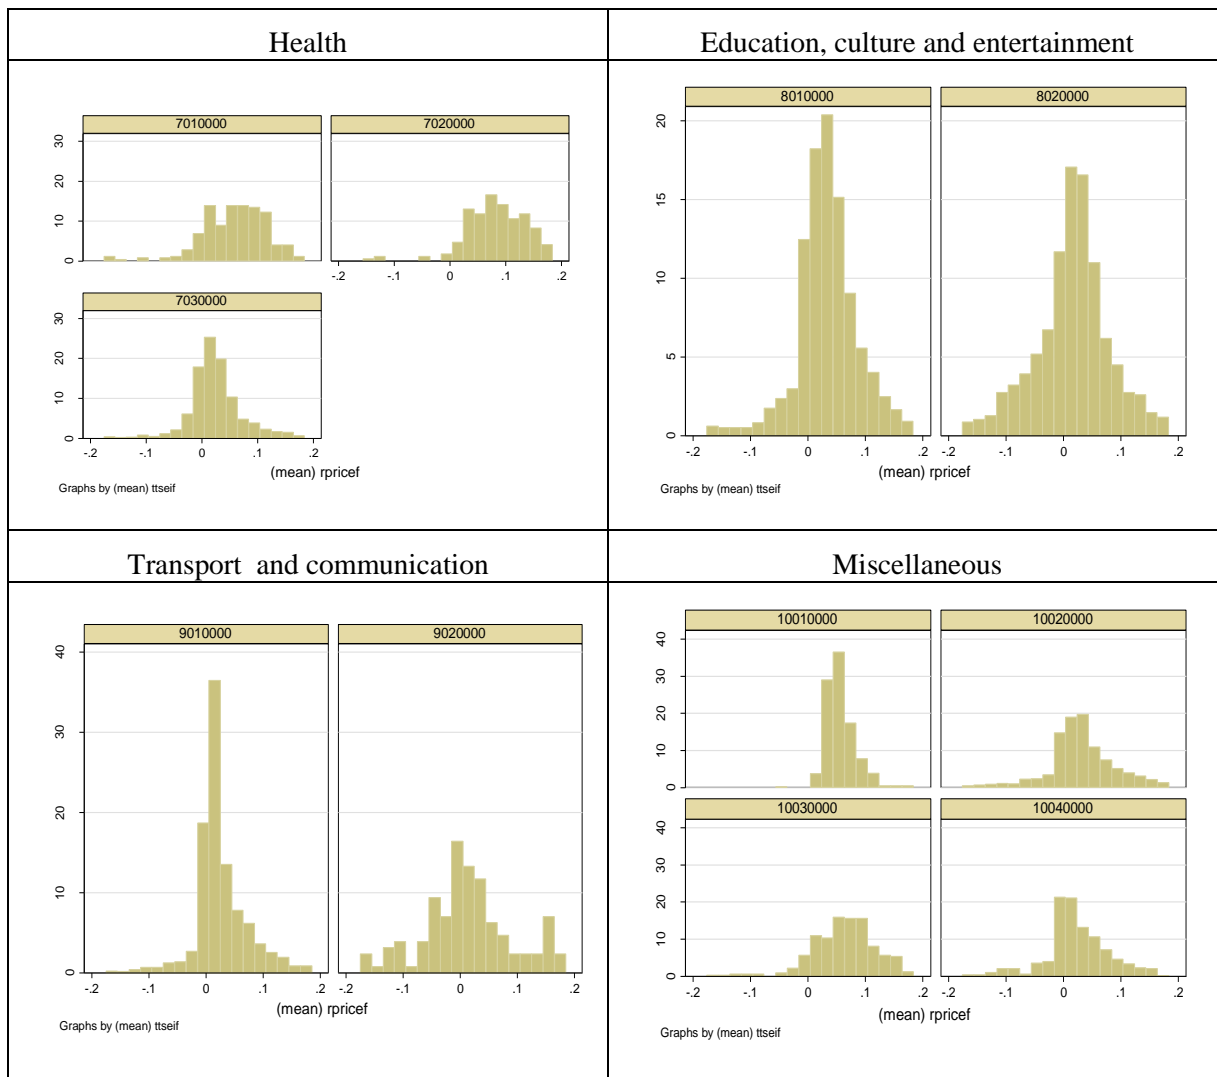 Health
7010000
7020000
30
20
10
0
-.2 -.1 0 .1 .2
7030000
30
20
10
0
-.2 -.1 0 .1 .2
(mean) rpricef
Graphs by (mean) ttseif
Education, culture and entertainment
8010000
8020000
20
15
10
5
0
-.2 -.1 0 .1 .2
-.2 -.1 0 .1 .2
(mean) rpricef
Graphs by (mean) ttseif
Transport and communication
9010000
9020000
40
30
20
10
0
-.2 -.1 0 .1 .2
-.2 -.1 0 .1 .2
(mean) rpricef
Graphs by (mean) ttseif
Miscellaneous
10010000
10020000
40
30
20
10
0
10030000
10040000
40
30
20
10
0
-.2 -.1 0 .1 .2
-.2 -.1 0 .1 .2
(mean) rpricef
Graphs by (mean) ttseif